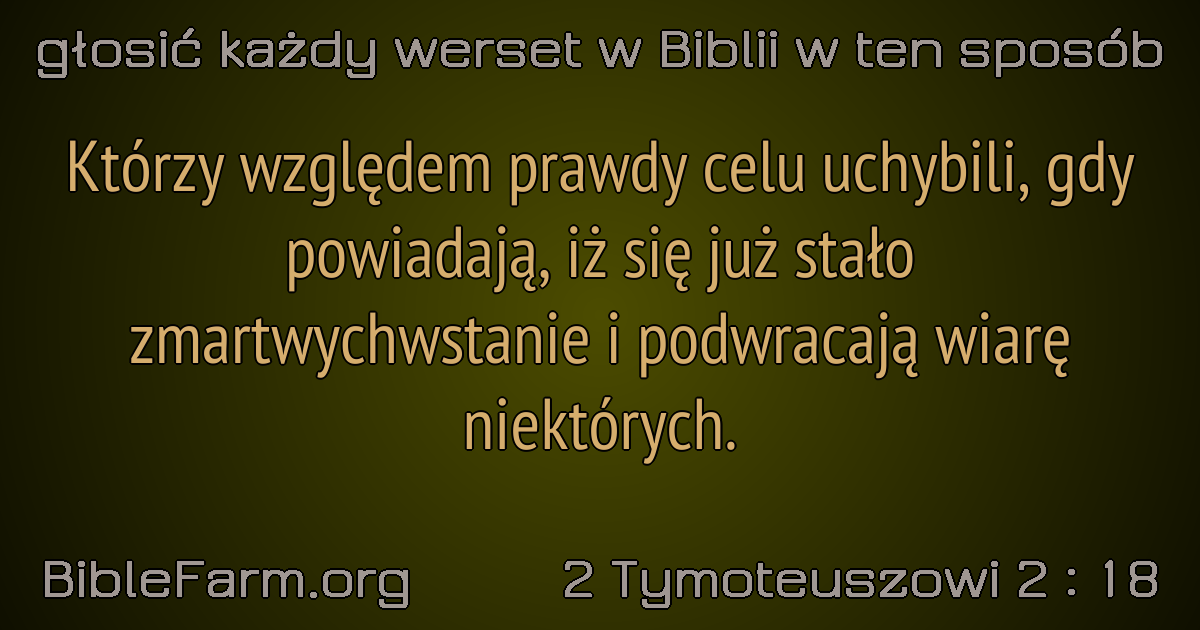 głosić każdy werset w Biblii w ten sposób
Którzy względem prawdy celu uchybili, gdy
powiadają, iż się już stało
zmartwychwstanie i podwracają wiarę
niektórych.
BibleFarm.org
2 Tymoteuszowi 2 : 18